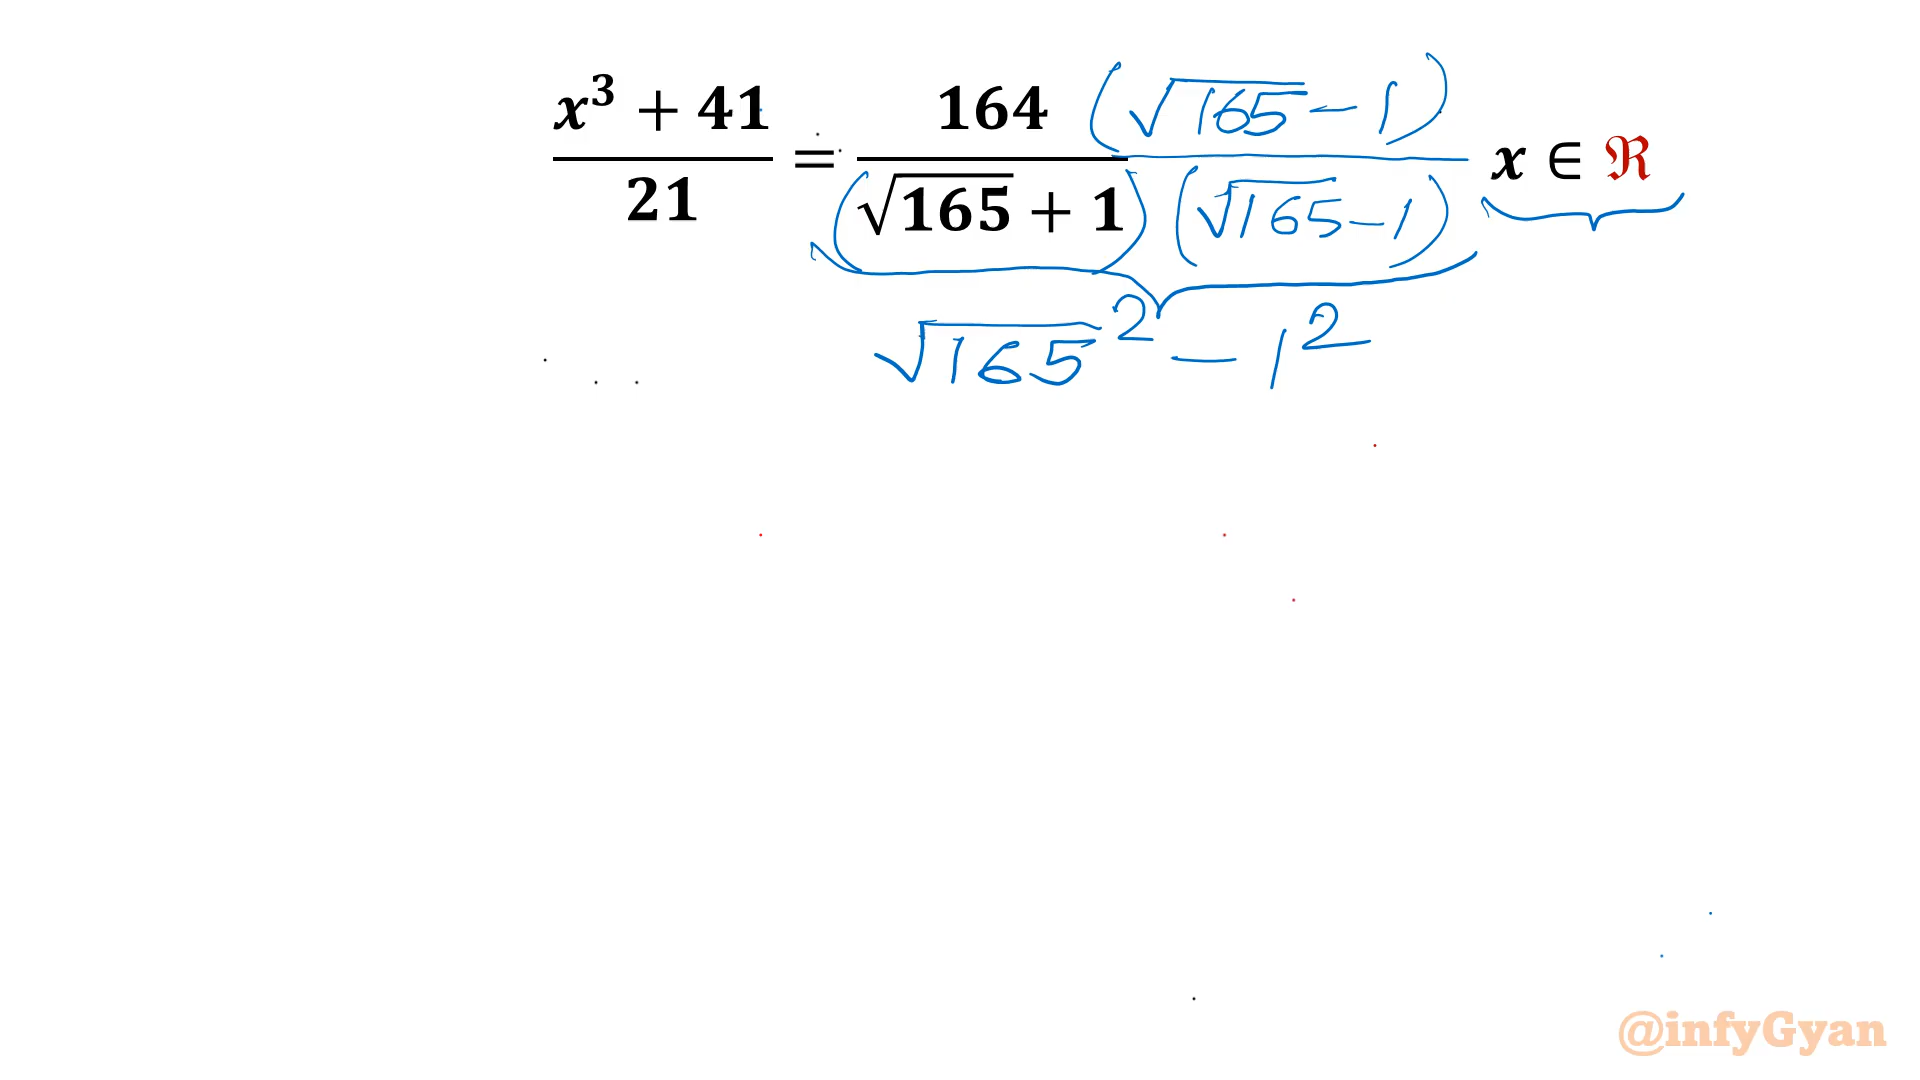 x³ + 41 / 21 = 164 (√165 − 1) / (√165 + 1) (√165 − 1) x ∈ ℜ
√165² − 1²
@infyGyan